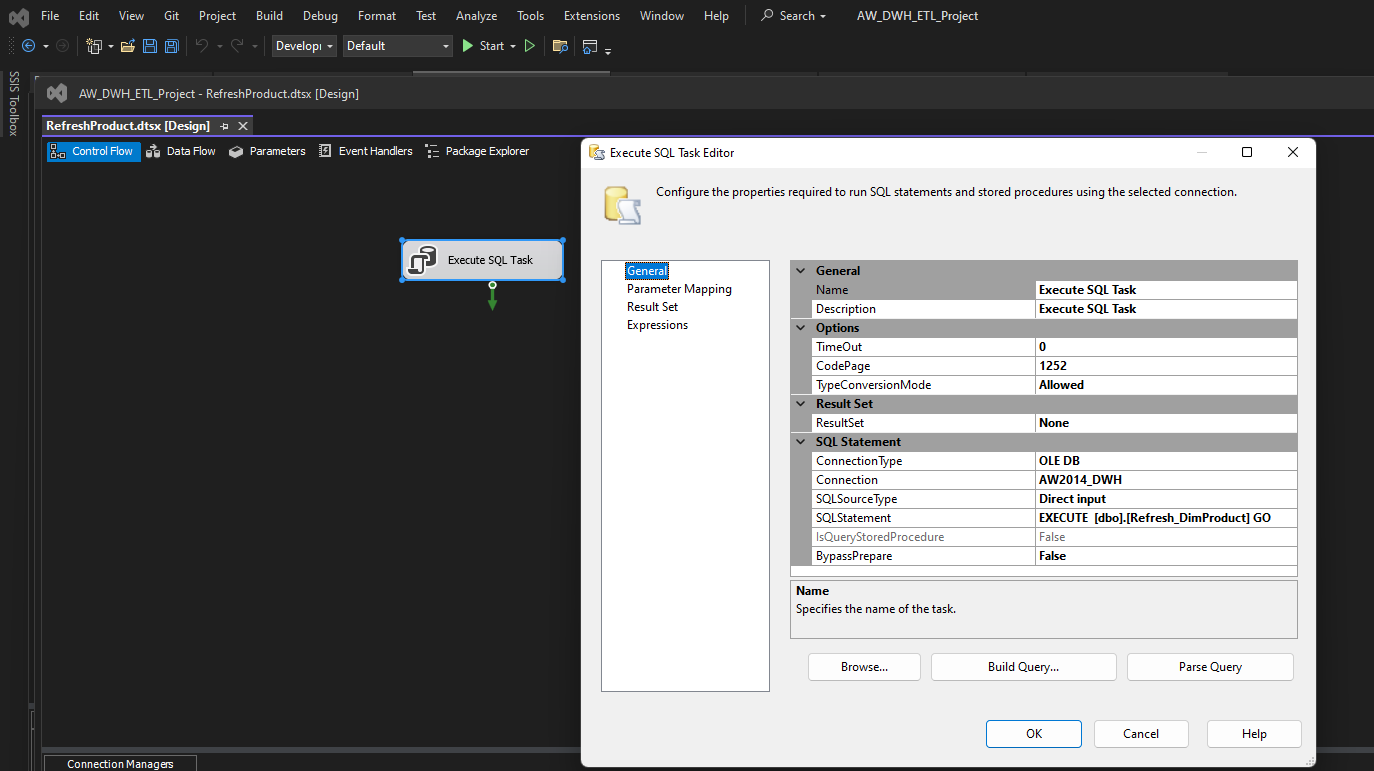 File Edit View Git Project Build Debug Format Test Analyze Tools Extensions Window Help Search AW_DWH_ETL_Project
Develop Default Start
SSIS Toolbox
AW_DWH_ETL_Project - RefreshProduct.dtsx [Design]
RefreshProduct.dtsx [Design]
Control Flow Data Flow Parameters Event Handlers Package Explorer
Execute SQL Task
Execute SQL Task Editor
Configure the properties required to run SQL statements and stored procedures using the selected connection.
General
Parameter Mapping
Result Set
Expressions
General
Name Execute SQL Task
Description Execute SQL Task
Options
TimeOut 0
CodePage 1252
TypeConversionMode Allowed
Result Set
ResultSet None
SQL Statement
ConnectionType OLE DB
Connection AW2014_DWH
SQLSourceType Direct input
SQLStatement EXECUTE [dbo].[Refresh_DimProduct] GO
IsQueryStoredProcedure False
BypassPrepare False
Name
Specifies the name of the task.
Browse... Build Query... Parse Query
OK Cancel Help
Connection Managers